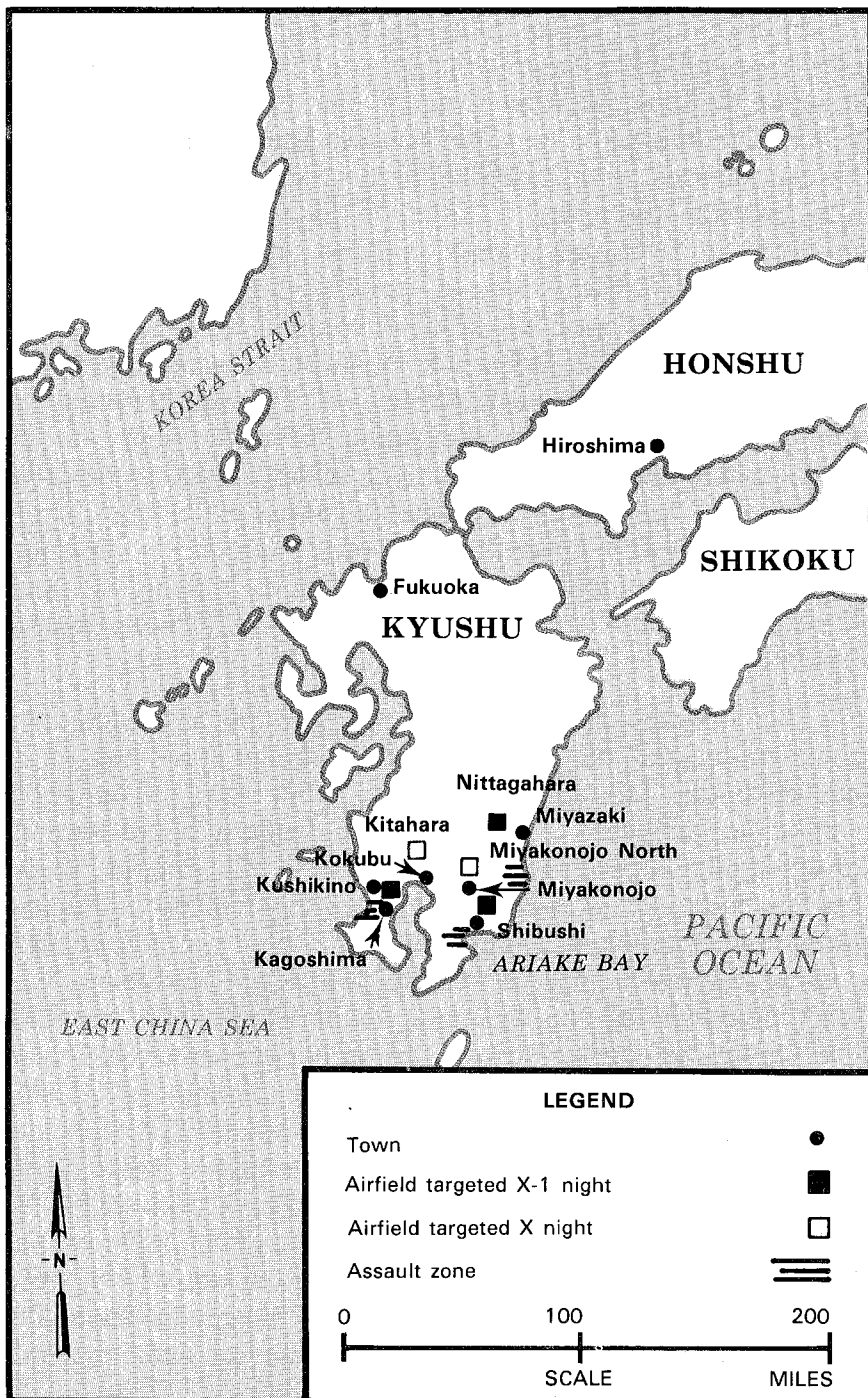 KOREA STRAIT
HONSHU
Hiroshima
SHIKOKU
Fukuoka
KYUSHU
Nittagahara
Miyazaki
Kitahara
Miyakonojo North
Kokubu
Kushikino
Miyakonojo
Shibushi
Kagoshima
ARIAKE BAY
PACIFIC
OCEAN
EAST CHINA SEA
LEGEND
Town
Airfield targeted X-1 night
Airfield targeted X night
Assault zone
-N-
0 100 200
SCALE MILES